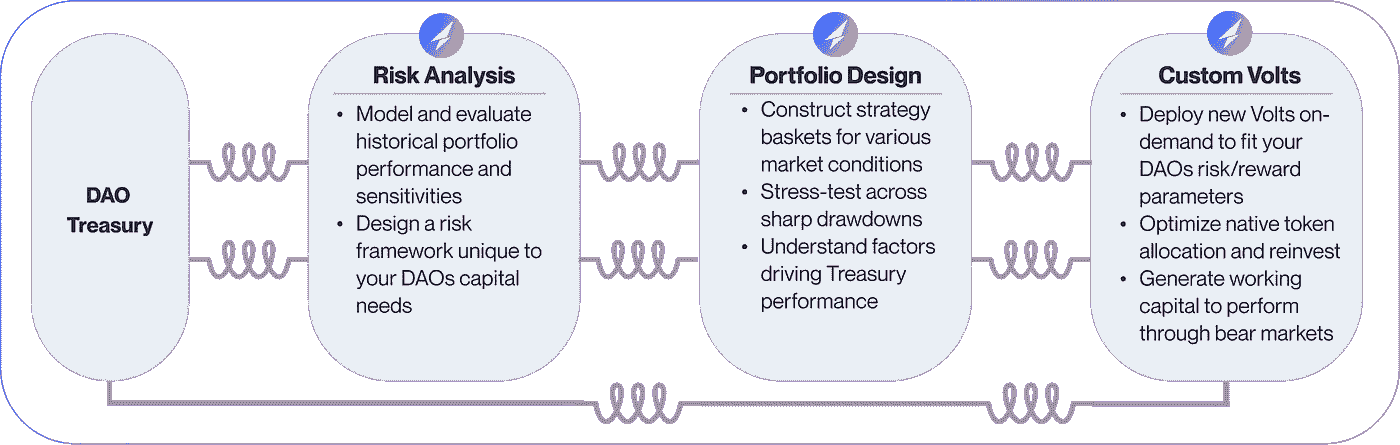 DAO
Treasury
Risk Analysis
• Model and evaluate
historical portfolio
performance and
sensitivities
• Design a risk
framework unique to
your DAOs capital
needs
Portfolio Design
• Construct strategy
baskets for various
market conditions
• Stress-test across
sharp drawdowns
• Understand factors
driving Treasury
performance
Custom Volts
• Deploy new Volts on-
demand to fit your
DAOs risk/reward
parameters
• Optimize native token
allocation and reinvest
• Generate working
capital to perform
through bear markets